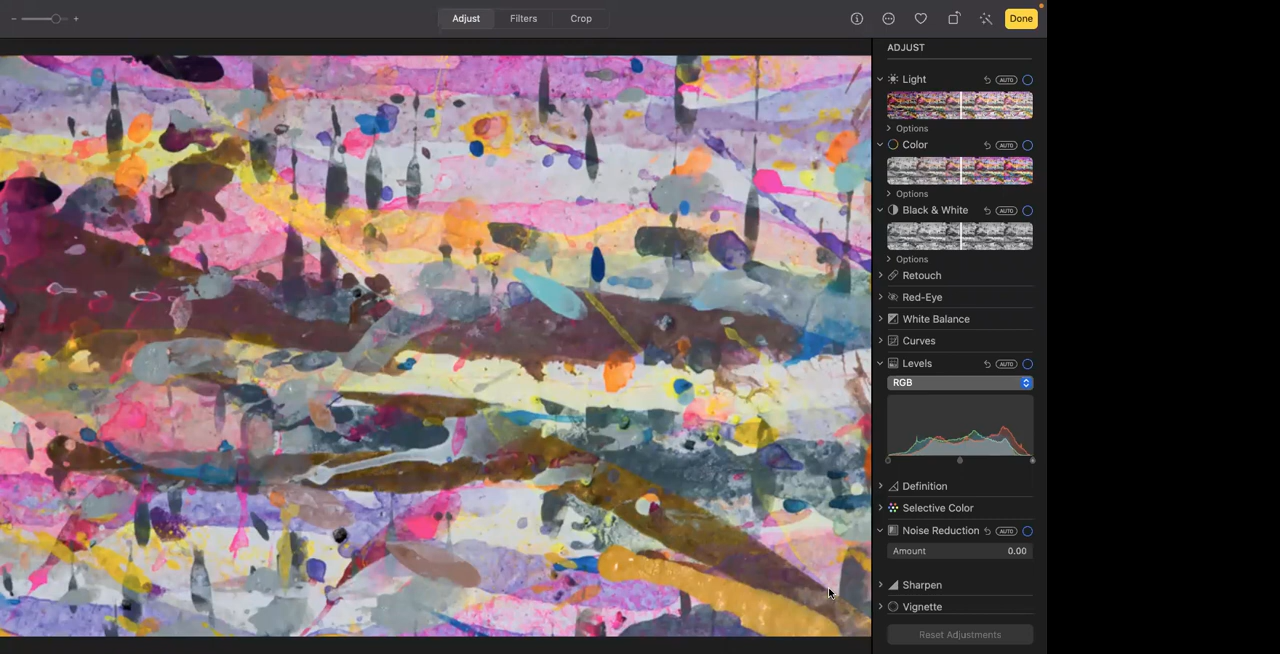 Adjust Filters Crop Done
ADJUST
Light AUTO
Options
Color AUTO
Options
Black & White AUTO
Options
Retouch
Red-Eye
White Balance
Curves
Levels AUTO
RGB
Definition
Selective Color
Noise Reduction AUTO
Amount 0.00
Sharpen
Vignette
Reset Adjustments